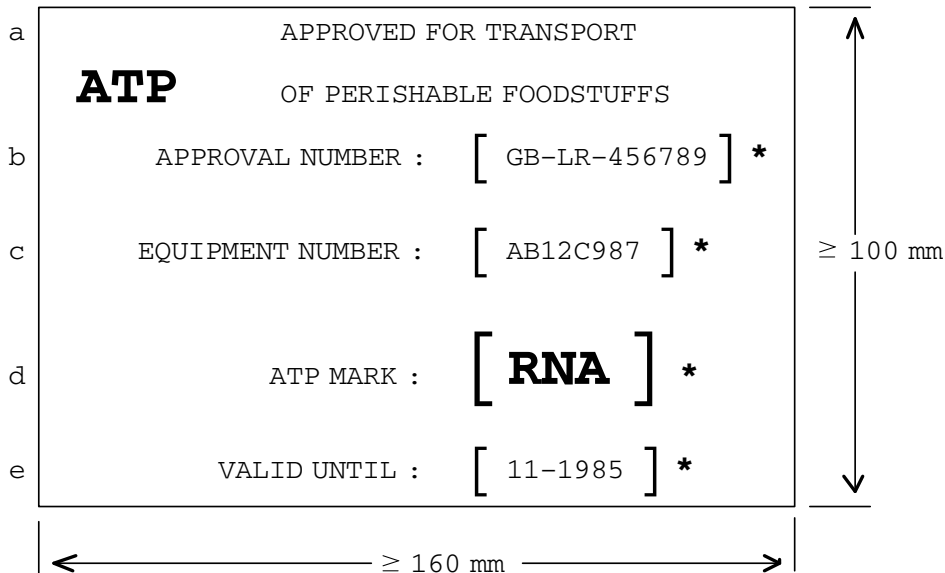 a APPROVED FOR TRANSPORT
ATP OF PERISHABLE FOODSTUFFS
b APPROVAL NUMBER : [ GB-LR-456789 ] *
c EQUIPMENT NUMBER : [ AB12C987 ] *
≥ 100 mm
d ATP MARK : [ RNA ] *
e VALID UNTIL : [ 11-1985 ] *
≥ 160 mm